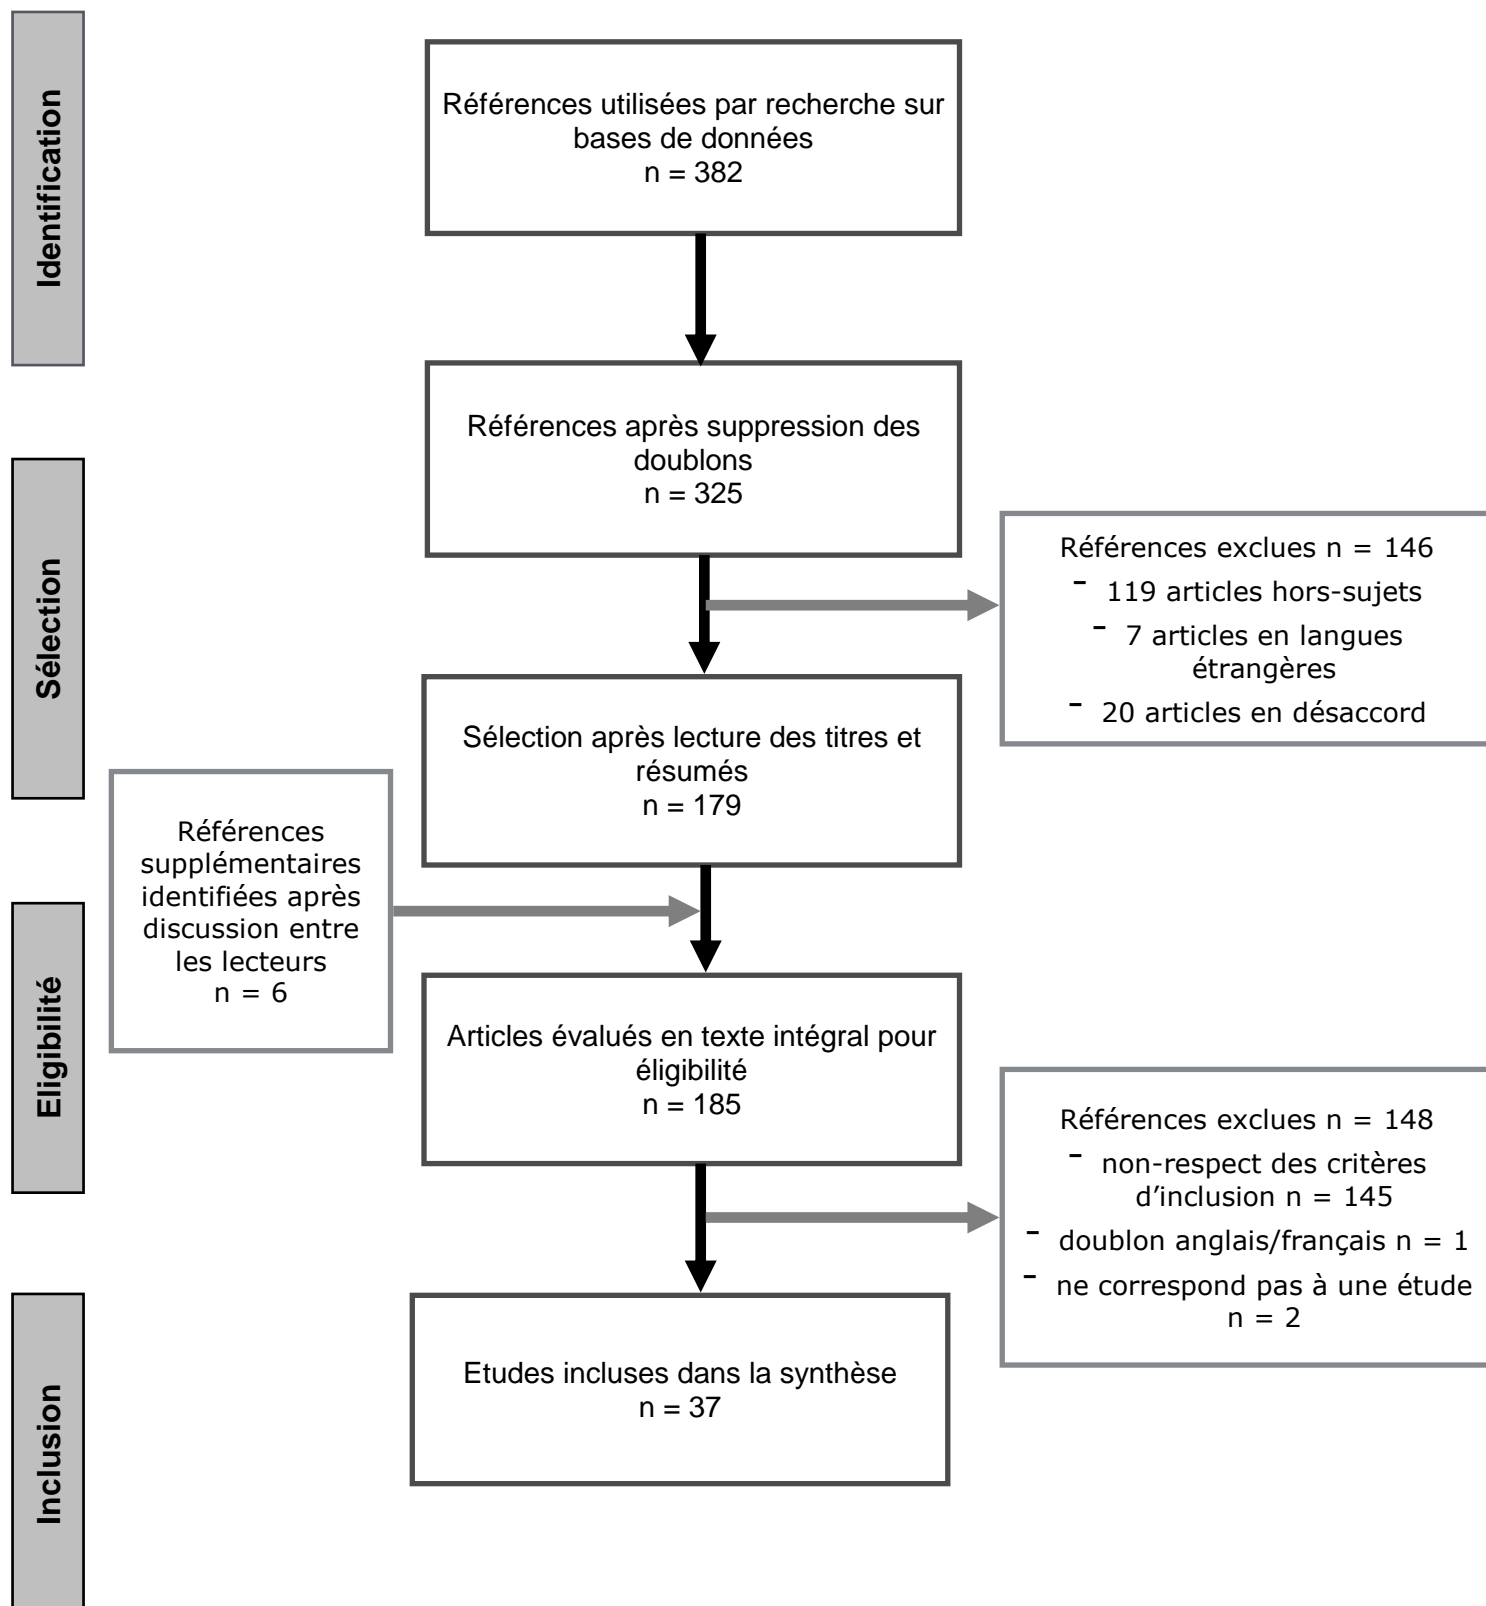 Identification
Références utilisées par recherche sur
bases de données
n = 382
Références après suppression des
doublons
n = 325
Sélection
Références exclues n = 146
- 119 articles hors-sujets
- 7 articles en langues
étrangères
- 20 articles en désaccord
Sélection après lecture des titres et
résumés
n = 179
Références
supplémentaires
identifiées après
discussion entre
les lecteurs
n = 6
Eligibilité
Articles évalués en texte intégral pour
éligibilité
n = 185
Références exclues n = 148
- non-respect des critères
d’inclusion n = 145
- doublon anglais/français n = 1
- ne correspond pas à une étude
n = 2
Inclusion
Etudes incluses dans la synthèse
n = 37